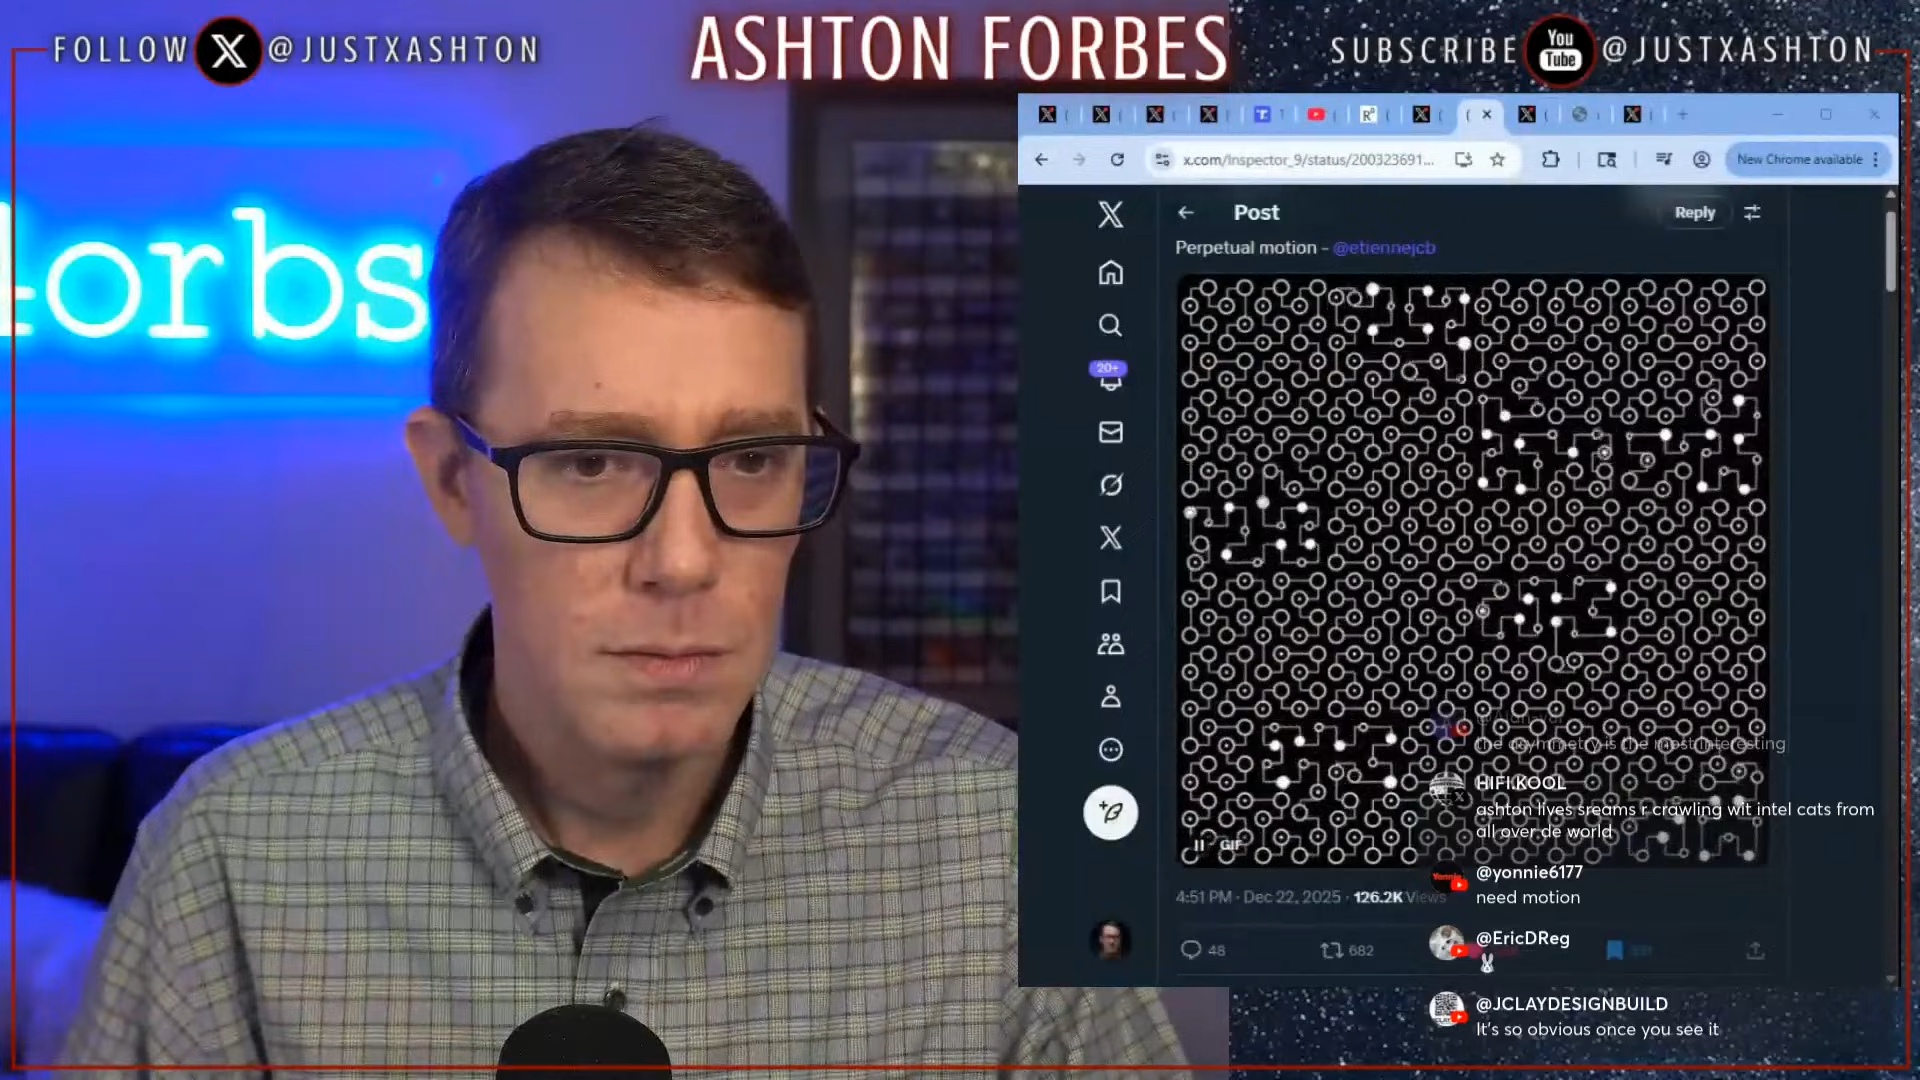 FOLLOW X @JUSTXASHTON
ASHTON FORBES
SUBSCRIBE You Tube @JUSTXASHTON
forbs
x.com/Inspector_9/status/200323691...
New Chrome available
Post
Reply
Perpetual motion - @etiennejcb
20+
GIF
4:51 PM · Dec 22, 2025 · 126.2K Views
48
682
the asymmetry is the most interesting
HIFI.KOOL
ashton lives sreams r crawling wit intel cats from
all over de world
@yonnie6177
need motion
@EricDReg
@JCLAYDESIGNBUILD
It's so obvious once you see it